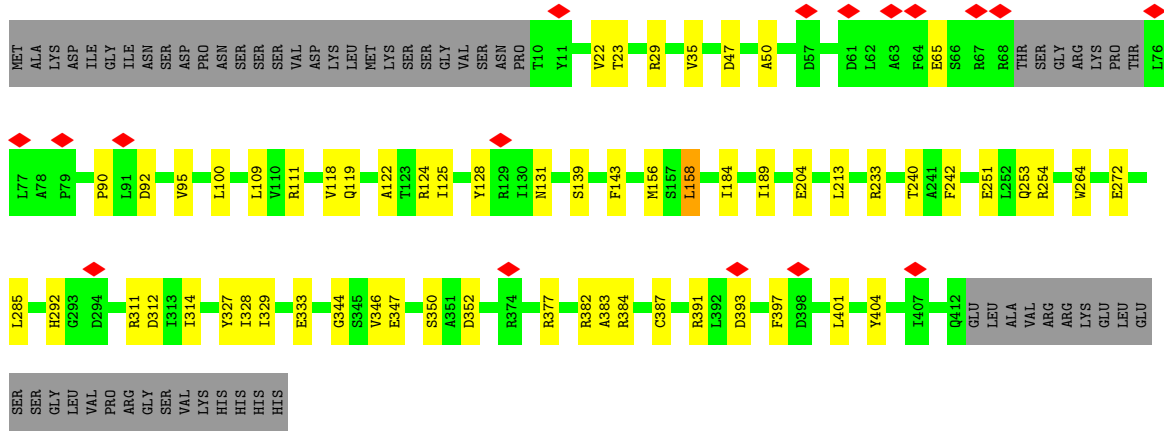 MET ALA LYS ASP ILE GLY ILE ASN SER ASP PRO ASN SER SER SER VAL ASP LYS LEU MET LYS SER SER GLY VAL SER ASN PRO T10 Y11 V22 T23 R29 V35 D47 A50 D57 D61 L62 A63 F64 E65 S66 R67 R68 THR SER GLY ARG LYS PRO THR L76
L77 A78 P79 P90 L91 D92 V95 L100 L109 V110 R111 V118 Q119 A122 T123 R124 I125 Y128 R129 I130 N131 S139 F143 M156 S157 L158 I184 I189 E204 L213 R233 T240 A241 F242 E251 L252 Q253 R254 W264 E272
L285 H292 G293 D294 R311 D312 I313 I314 Y327 I328 I329 E333 G344 S345 V346 E347 S350 A351 D352 R374 R377 R382 A383 R384 C387 R391 L392 D393 F397 D398 L401 Y404 I407 Q412 GLU LEU ALA VAL ARG ARG LYS GLU LEU GLU
SER SER GLY LEU VAL PRO ARG GLY SER VAL LYS HIS HIS HIS HIS